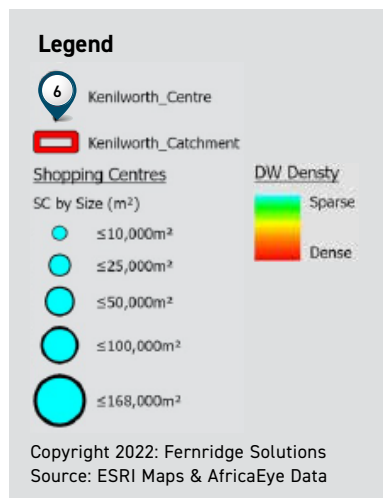 Legend
6
Kenilworth_Centre
Kenilworth_Catchment
Shopping Centres
SC by Size (m²)
≤10,000m²
≤25,000m²
≤50,000m²
≤100,000m²
≤168,000m²
DW Densty
Sparse
Dense
Copyright 2022: Fernridge Solutions
Source: ESRI Maps & AfricaEye Data